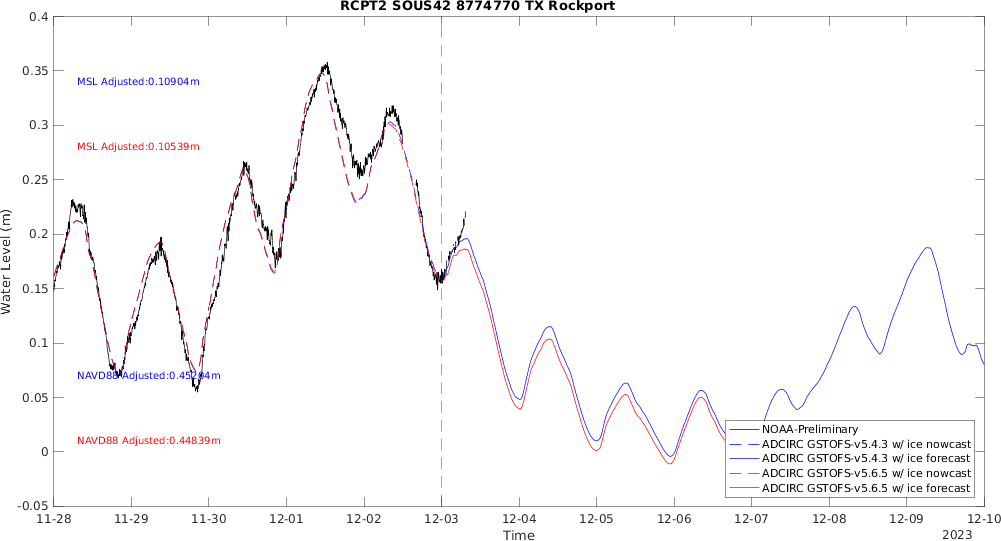 RCPT2 SOUS42 8774770 TX Rockport
0.4
0.35
0.3
0.25
0.2
0.15
0.1
0.05
0
-0.05
Water Level (m)
MSL Adjusted:0.10904m
MSL Adjusted:0.10539m
NAVD88 Adjusted:0.45204m
NAVD88 Adjusted:0.44839m
NOAA-Preliminary
ADCIRC GSTOFS-v5.4.3 w/ ice nowcast
ADCIRC GSTOFS-v5.4.3 w/ ice forecast
ADCIRC GSTOFS-v5.6.5 w/ ice nowcast
ADCIRC GSTOFS-v5.6.5 w/ ice forecast
11-28 11-29 11-30 12-01 12-02 12-03 12-04 12-05 12-06 12-07 12-08 12-09 12-10
Time
2023